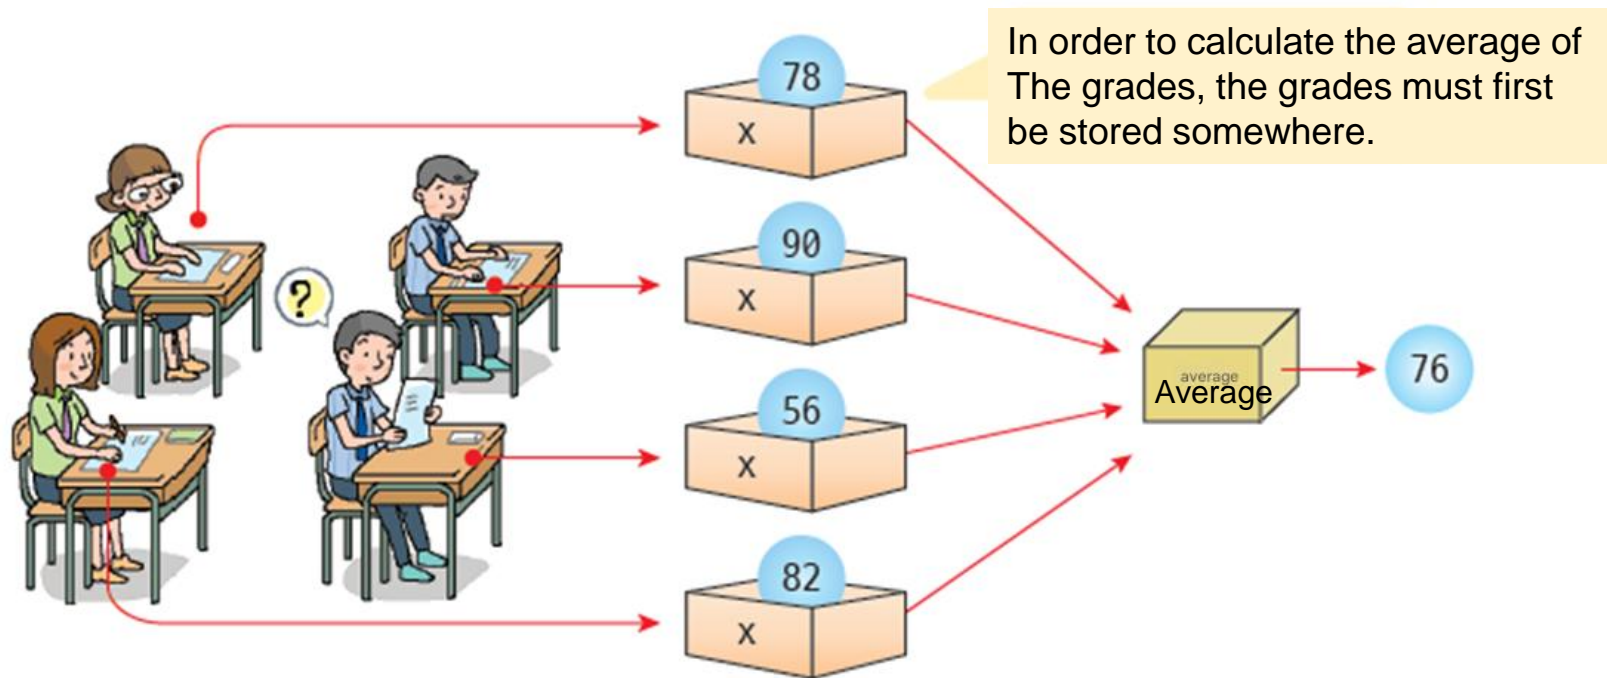 In order to calculate the average of
The grades, the grades must first
be stored somewhere.
78
x
90
x
?
56
x
82
x
average
Average
76